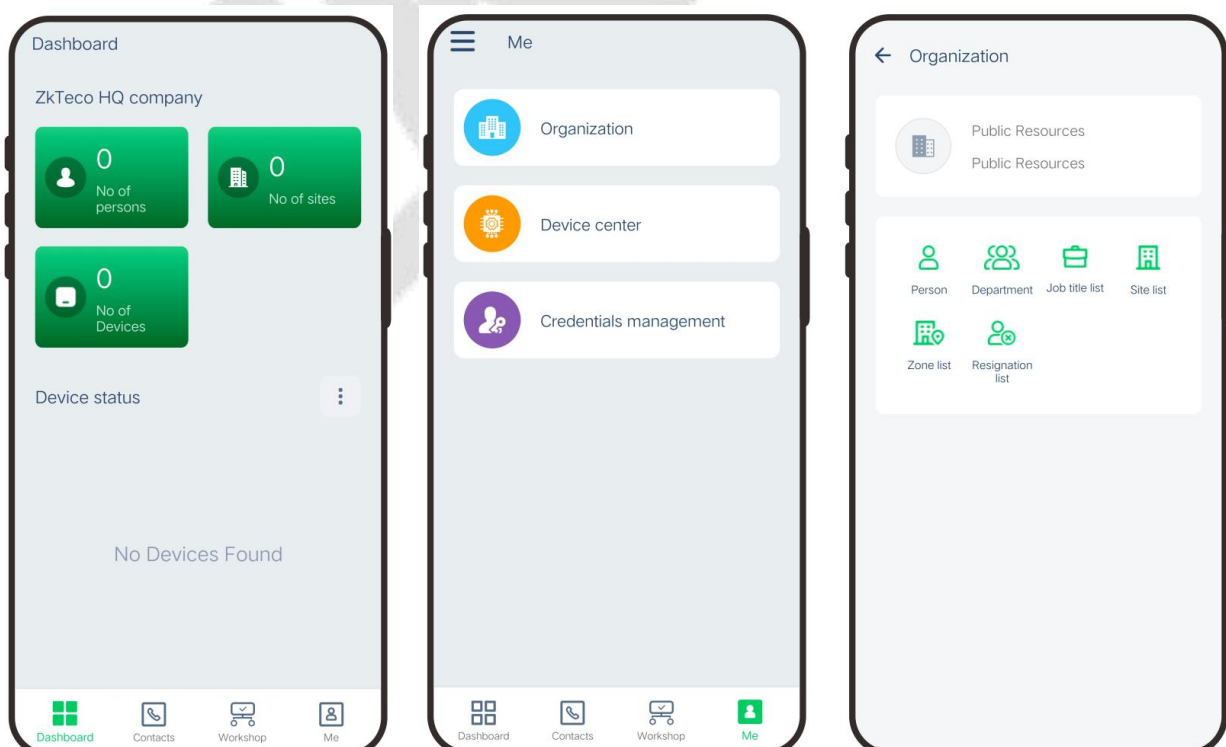 Dashboard
ZkTeco HQ company
0
No of
persons
0
No of sites
0
No of
Devices
Device status
No Devices Found
Dashboard
Contacts
Workshop
Me
Me
Organization
Device center
Credentials management
Dashboard
Contacts
Workshop
Me
Organization
Public Resources
Public Resources
Person
Department
Job title list
Site list
Zone list
Resignation
list